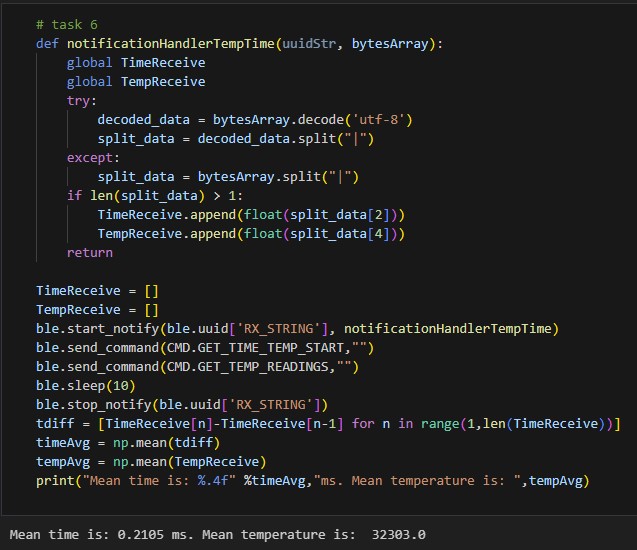 # task 6
def notificationHandlerTempTime(uuidStr, bytesArray):
    global TimeReceive
    global TempReceive
    try:
        decoded_data = bytesArray.decode('utf-8')
        split_data = decoded_data.split("|")
    except:
        split_data = bytesArray.split("|")
    if len(split_data) > 1:
        TimeReceive.append(float(split_data[2]))
        TempReceive.append(float(split_data[4]))
    return

TimeReceive = []
TempReceive = []
ble.start_notify(ble.uuid['RX_STRING'], notificationHandlerTempTime)
ble.send_command(CMD.GET_TIME_TEMP_START,"")
ble.send_command(CMD.GET_TEMP_READINGS,"")
ble.sleep(10)
ble.stop_notify(ble.uuid['RX_STRING'])
tdiff = [TimeReceive[n]-TimeReceive[n-1] for n in range(1,len(TimeReceive))]
timeAvg = np.mean(tdiff)
tempAvg = np.mean(TempReceive)
print("Mean time is: %.4f" %timeAvg,"ms. Mean temperature is: ",tempAvg)

Mean time is: 0.2105 ms. Mean temperature is:  32303.0